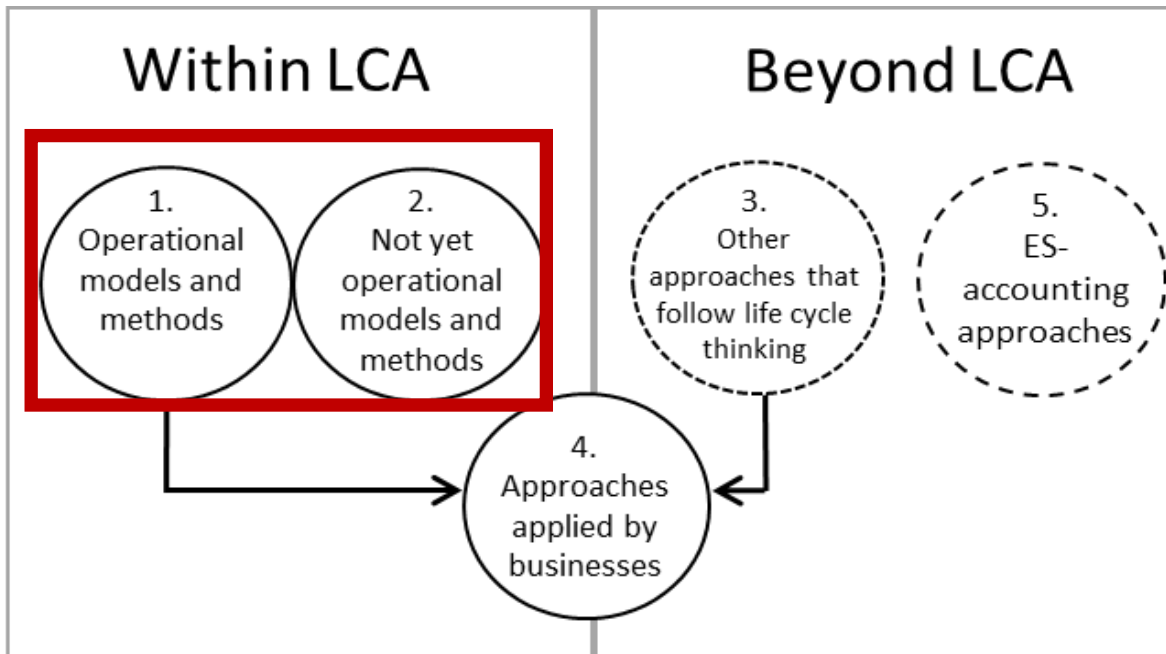 Within LCA
Beyond LCA
1.
Operational
models and
methods
2.
Not yet
operational
models and
methods
3.
Other
approaches that
follow life cycle
thinking
5.
ES-
accounting
approaches
4.
Approaches
applied by
businesses